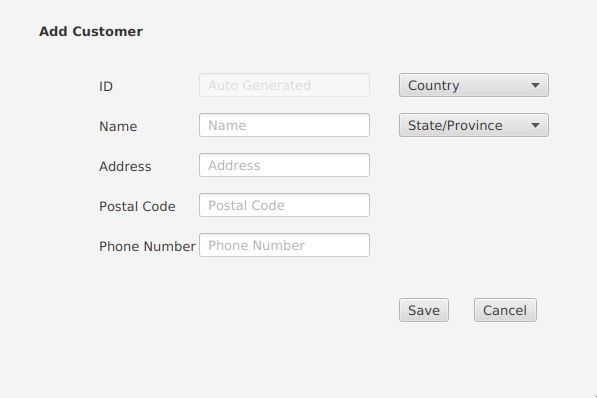 Add Customer
ID Auto Generated Country
Name Name State/Province
Address Address
Postal Code Postal Code
Phone Number Phone Number
Save Cancel